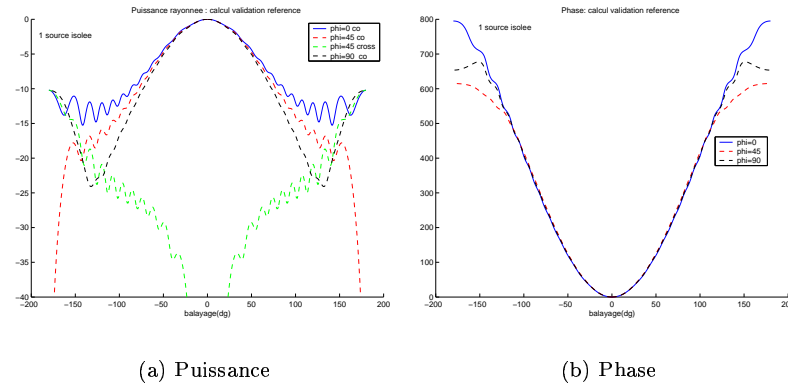 Puissance rayonnee : calcul validation reference
1 source isolee
phi=0 co
phi=45 co
phi=45 cross
phi=90 co
0
−5
−10
−15
−20
−25
−30
−35
−40
−200
−150
−100
−50
0
50
100
150
200
balayage(dg)
(a) Puissance
Phase: calcul validation reference
1 source isolee
phi=0
phi=45
phi=90
800
700
600
500
400
300
200
100
0
−200
−150
−100
−50
0
50
100
150
200
balayage(dg)
(b) Phase